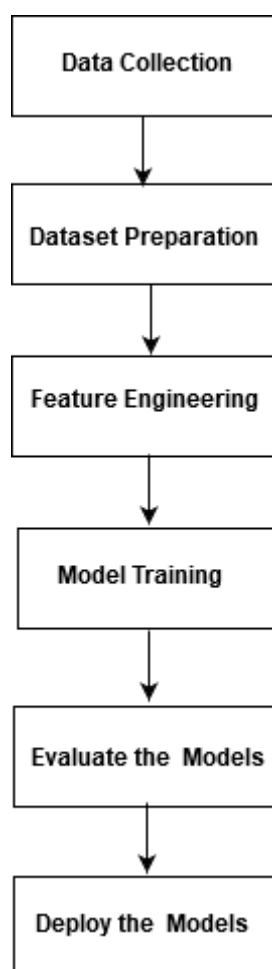 Data Collection
Dataset Preparation
Feature Engineering
Model Training
Evaluate the Models
Deploy the Models